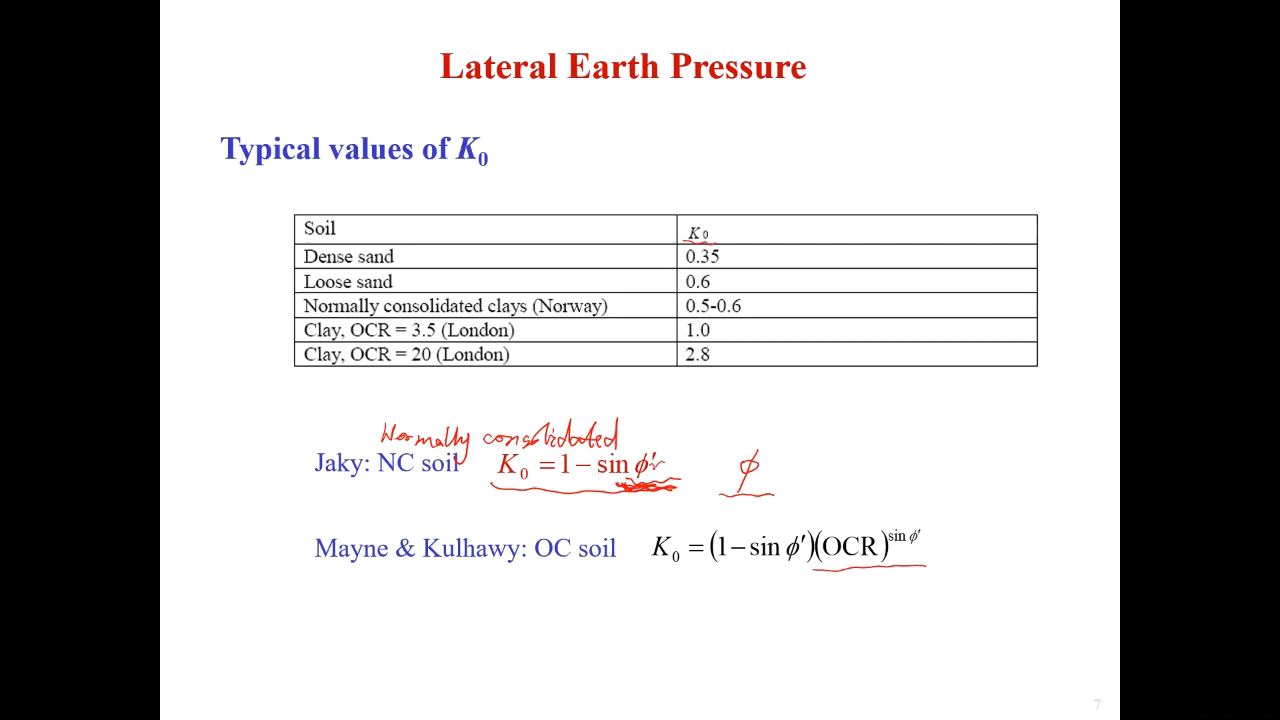 Lateral Earth Pressure
Typical values of K₀
Soil K₀
Dense sand 0.35
Loose sand 0.6
Normally consolidated clays (Norway) 0.5-0.6
Clay, OCR = 3.5 (London) 1.0
Clay, OCR = 20 (London) 2.8
Normally consolidated
Jaky: NC soil K₀ = 1 − sin ϕ′ ϕ
Mayne & Kulhawy: OC soil K₀ = (1 − sin ϕ′)(OCR)^sin ϕ′
7